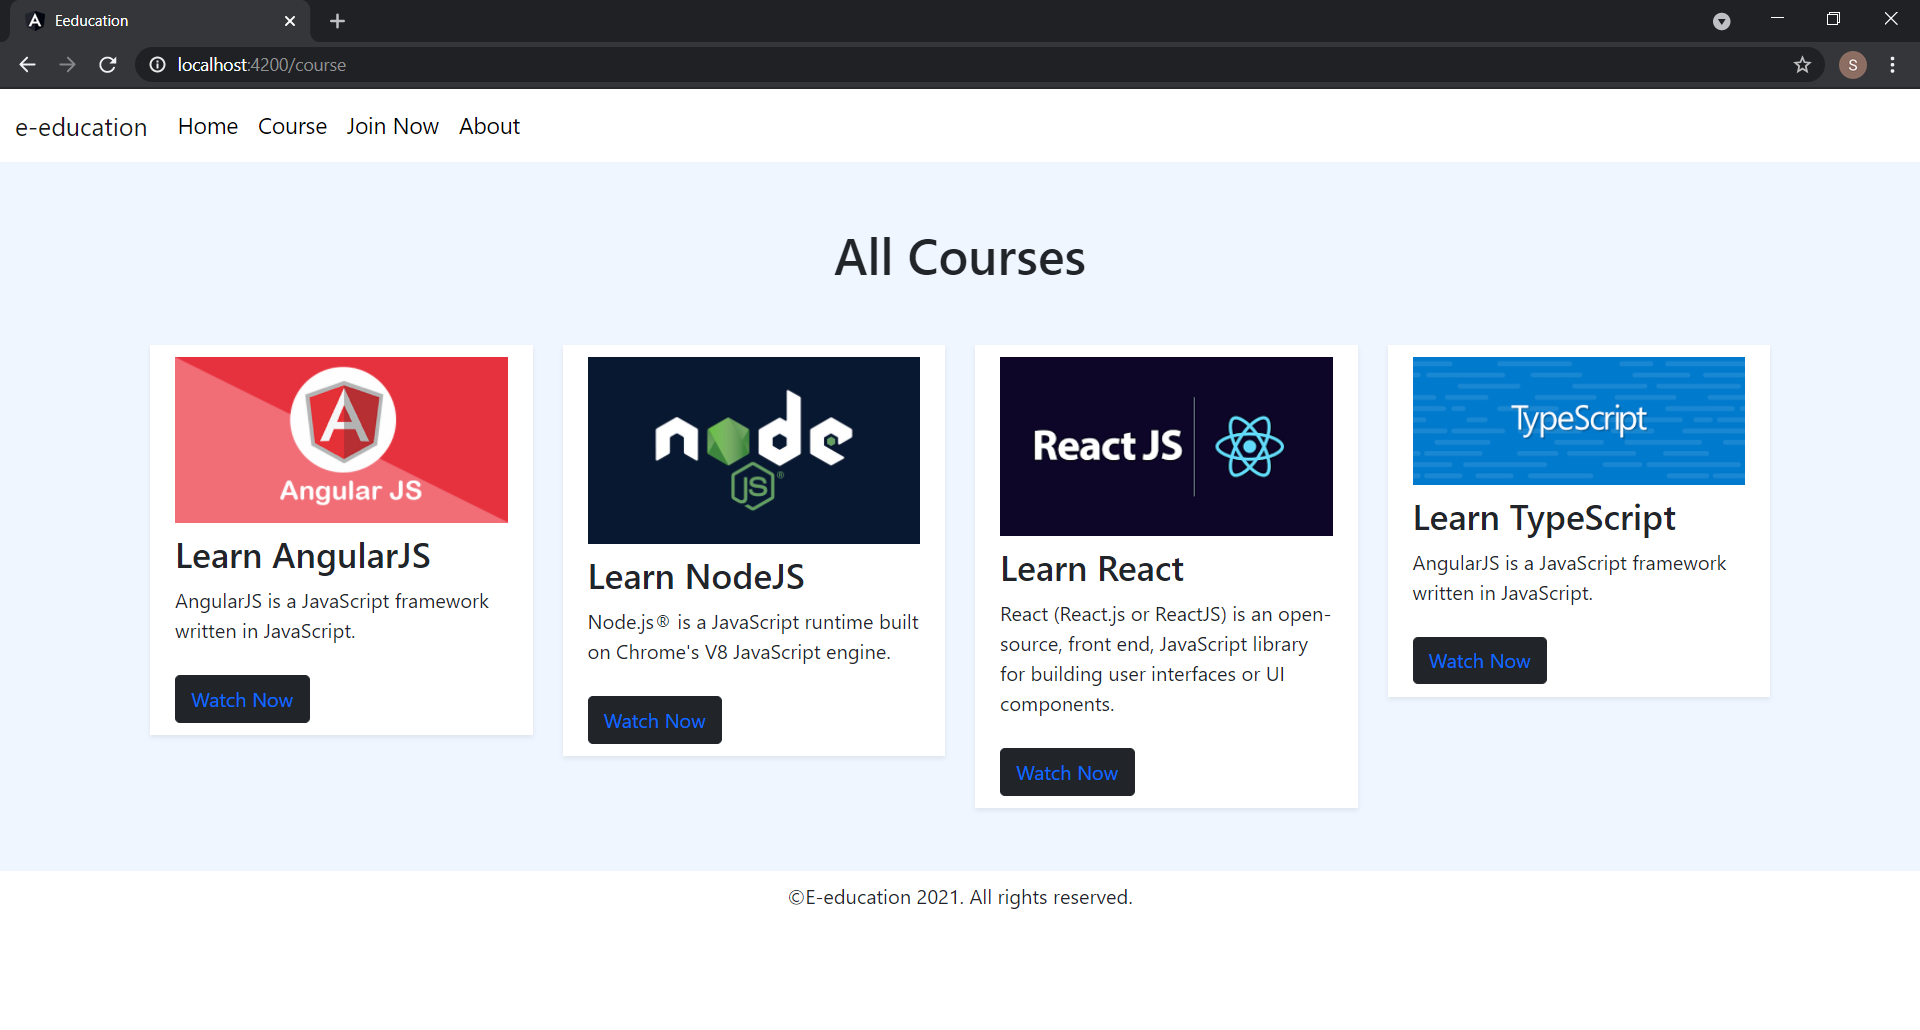 Eeducation
localhost:4200/course
S
e-education Home Course Join Now About
All Courses
Angular JS
Learn AngularJS
AngularJS is a JavaScript framework
written in JavaScript.
Watch Now
node
JS®
Learn NodeJS
Node.js® is a JavaScript runtime built
on Chrome's V8 JavaScript engine.
Watch Now
React JS
Learn React
React (React.js or ReactJS) is an open-
source, front end, JavaScript library
for building user interfaces or UI
components.
Watch Now
TypeScript
Learn TypeScript
AngularJS is a JavaScript framework
written in JavaScript.
Watch Now
©E-education 2021. All rights reserved.